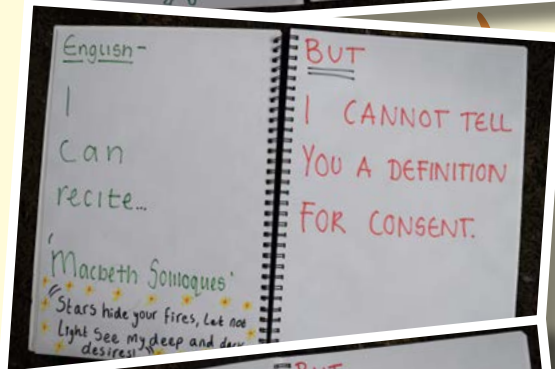 English-
I
can
recite...
'Macbeth Soliloques'
"Stars hide your fires, Let not
Light see my deep and dark
desires!"
BUT
I CANNOT TELL
YOU A DEFINITION
FOR CONSENT.
BUT